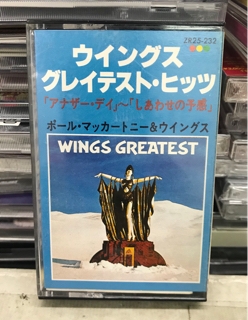 ZR25-232
ウイングス
グレイテスト・ヒッツ
「アナザー・デイ」〜「しあわせの予感」
ポール・マッカートニー&ウイングス
WINGS GREATEST